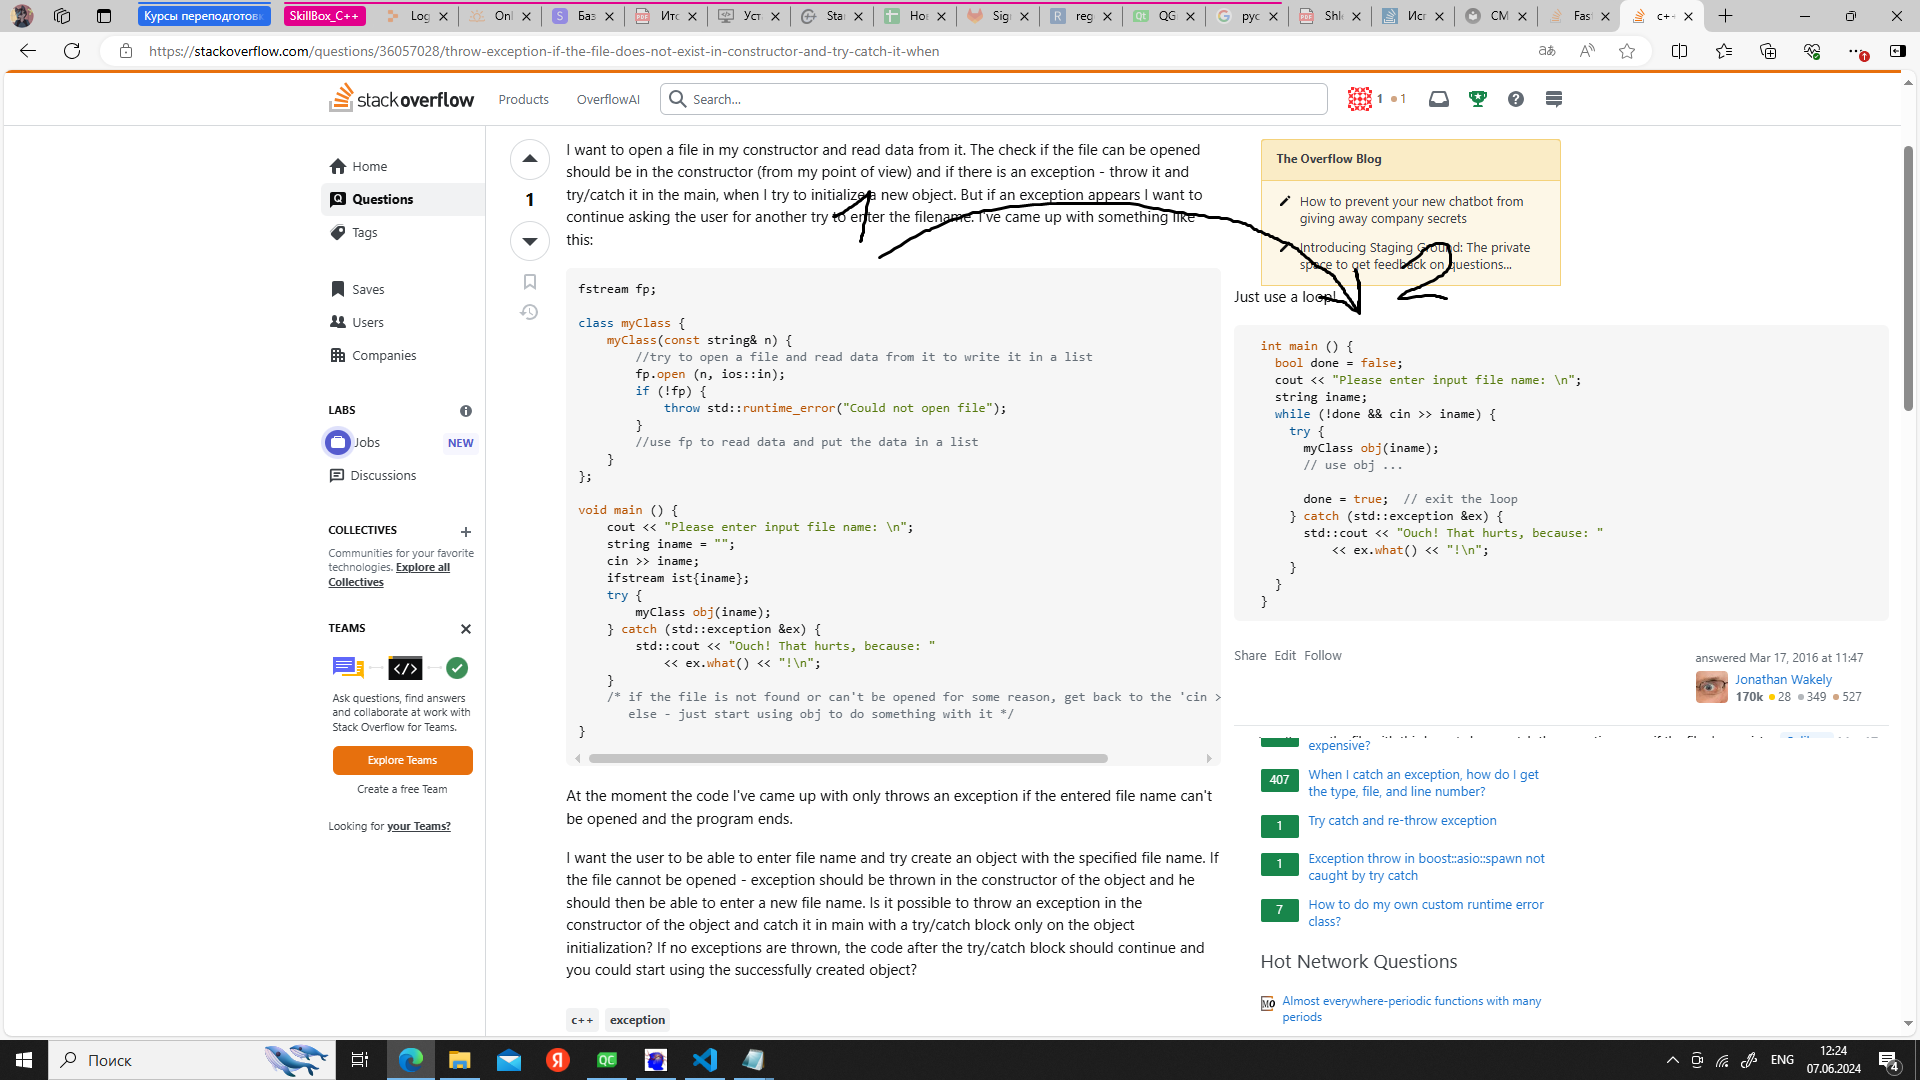 Курсы переподготовк
SkillBox_C++
Log
Onl
Баз
Ито
Уст
Star
Нов
Sign
reg
QG
рус
Shle
Исп
CM
Fast
c++
https://stackoverflow.com/questions/36057028/throw-exception-if-the-file-does-not-exist-in-constructor-and-try-catch-it-when
stackoverflow
Products
OverflowAI
Search...
1 1
Home
Questions
Tags
Saves
Users
Companies
LABS
Jobs NEW
Discussions
COLLECTIVES
Communities for your favorite
technologies. Explore all
Collectives
TEAMS
Ask questions, find answers
and collaborate at work with
Stack Overflow for Teams.
Explore Teams
Create a free Team
Looking for your Teams?
1
I want to open a file in my constructor and read data from it. The check if the file can be opened
should be in the constructor (from my point of view) and if there is an exception - throw it and
try/catch it in the main, when I try to initialize a new object. But if an exception appears I want to
continue asking the user for another try to enter the filename. I've came up with something like
this:
1
fstream fp;
class myClass {
myClass(const string& n) {
//try to open a file and read data from it to write it in a list
fp.open (n, ios::in);
if (!fp) {
throw std::runtime_error("Could not open file");
}
//use fp to read data and put the data in a list
}
};
void main () {
cout << "Please enter input file name: \n";
string iname = "";
cin >> iname;
ifstream ist{iname};
try {
myClass obj(iname);
} catch (std::exception &ex) {
std::cout << "Ouch! That hurts, because: "
<< ex.what() << "!\n";
}
/* if the file is not found or can't be opened for some reason, get back to the 'cin >
else - just start using obj to do something with it */
}
At the moment the code I've came up with only throws an exception if the entered file name can't
be opened and the program ends.
I want the user to be able to enter file name and try create an object with the specified file name. If
the file cannot be opened - exception should be thrown in the constructor of the object and he
should then be able to enter a new file name. Is it possible to throw an exception in the
constructor of the object and catch it in main with a try/catch block only on the object
initialization? If no exceptions are thrown, the code after the try/catch block should continue and
you could start using the successfully created object?
c++ exception
The Overflow Blog
How to prevent your new chatbot from
giving away company secrets
Introducing Staging Ground: The private
space to get feedback on questions...
2
Just use a loop!
int main () {
bool done = false;
cout << "Please enter input file name: \n";
string iname;
while (!done && cin >> iname) {
try {
myClass obj(iname);
// use obj ...
done = true;  // exit the loop
} catch (std::exception &ex) {
std::cout << "Ouch! That hurts, because: "
<< ex.what() << "!\n";
}
}
}
Share Edit Follow
answered Mar 17, 2016 at 11:47
Jonathan Wakely
170k 28 349 527
expensive?
407 When I catch an exception, how do I get
the type, file, and line number?
1 Try catch and re-throw exception
1 Exception throw in boost::asio::spawn not
caught by try catch
7 How to do my own custom runtime error
class?
Hot Network Questions
MO Almost everywhere-periodic functions with many
periods
Поиск
QC
ENG
12:24
07.06.2024
4